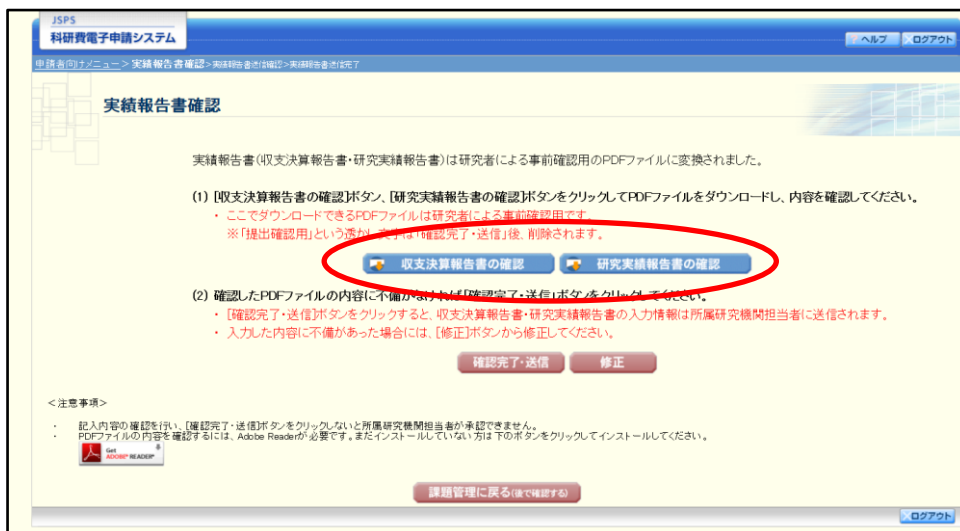 JSPS
科研費電子申請システム
ヘルプ
ログアウト
申請者向けメニュー>実績報告書確認>実績報告書送信確認>実績報告書送信完了
実績報告書確認
実績報告書(収支決算報告書・研究実績報告書)は研究者による事前確認用のPDFファイルに変換されました。
(1) [収支決算報告書の確認]ボタン、[研究実績報告書の確認]ボタンをクリックしてPDFファイルをダウンロードし、内容を確認してください。
・ ここでダウンロードできるPDFファイルは研究者による事前確認用です。
※「提出確認用」という透かし文字は「確認完了・送信」後、削除されます。
収支決算報告書の確認
研究実績報告書の確認
(2) 確認したPDFファイルの内容に不備がなければ「確認完了・送信」ボタンをクリックしてください。
・ [確認完了・送信]ボタンをクリックすると、収支決算報告書・研究実績報告書の入力情報は所属研究機関担当者に送信されます。
・ 入力した内容に不備があった場合には、[修正]ボタンから修正してください。
確認完了・送信
修正
<注意事項>
・ 記入内容の確認を行い、[確認完了・送信]ボタンをクリックしないと所属研究機関担当者が承認できません。
・ PDFファイルの内容を確認するには、Adobe Readerが必要です。まだインストールしていない方は下のボタンをクリックしてインストールしてください。
Get
ADOBE® READER®
課題管理に戻る(後で確認する)
ログアウト